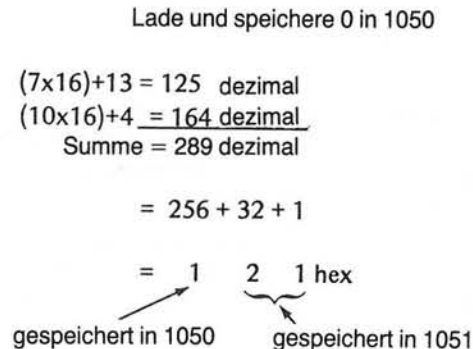 Lade und speichere 0 in 1050
(7x16)+13 = 125 dezimal
(10x16)+4 = 164 dezimal
Summe = 289 dezimal
= 256 + 32 + 1
= 1 2 1 hex
gespeichert in 1050 gespeichert in 1051